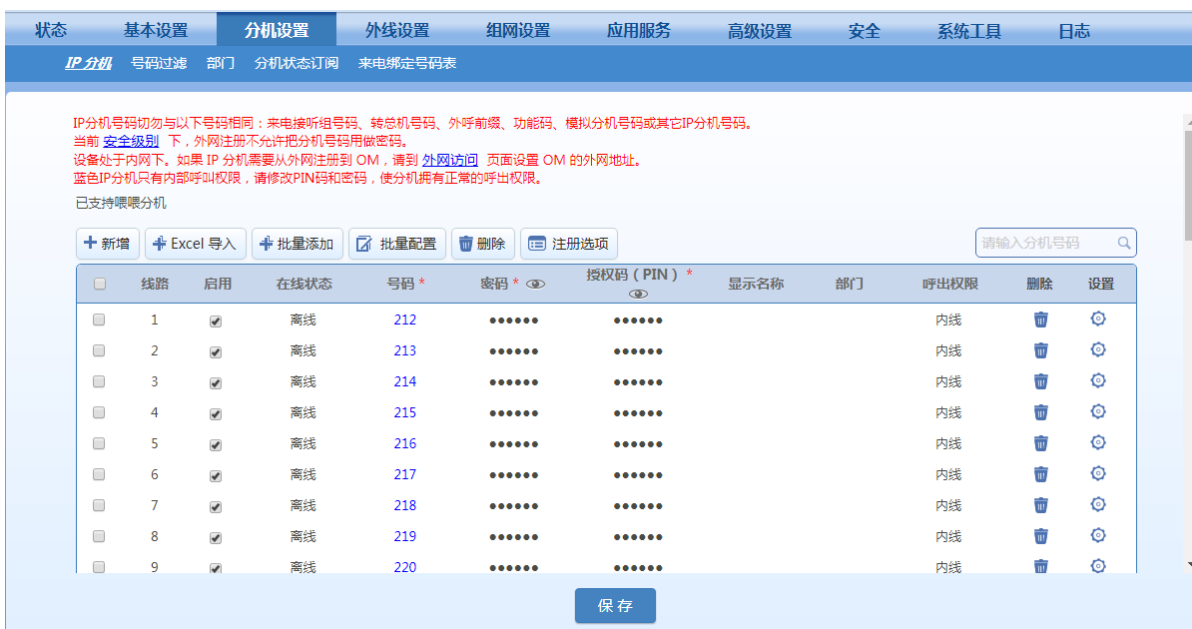 状态 基本设置 分机设置 外线设置 组网设置 应用服务 高级设置 安全 系统工具 日志
IP 分机 号码过滤 部门 分机状态订阅 来电绑定号码表
IP分机号码切勿与以下号码相同：来电接听组号码、转总机号码、外呼前缀、功能码、模拟分机号码或其它IP分机号码。
当前 安全级别 下，外网注册不允许把分机号码用做密码。
设备处于内网下。如果 IP 分机需要从外网注册到 OM，请到 外网访问 页面设置 OM 的外网地址。
蓝色IP分机只有内部呼叫权限，请修改PIN码和密码，使分机拥有正常的呼出权限。
已支持喂喂分机
新增 Excel 导入 批量添加 批量配置 删除 注册选项 请输入分机号码
线路 启用 在线状态 号码 * 密码 * 授权码（PIN）* 显示名称 部门 呼出权限 删除 设置
1 离线 212 •••••• •••••• 内线
2 离线 213 •••••• •••••• 内线
3 离线 214 •••••• •••••• 内线
4 离线 215 •••••• •••••• 内线
5 离线 216 •••••• •••••• 内线
6 离线 217 •••••• •••••• 内线
7 离线 218 •••••• •••••• 内线
8 离线 219 •••••• •••••• 内线
9 离线 220 •••••• •••••• 内线
保存